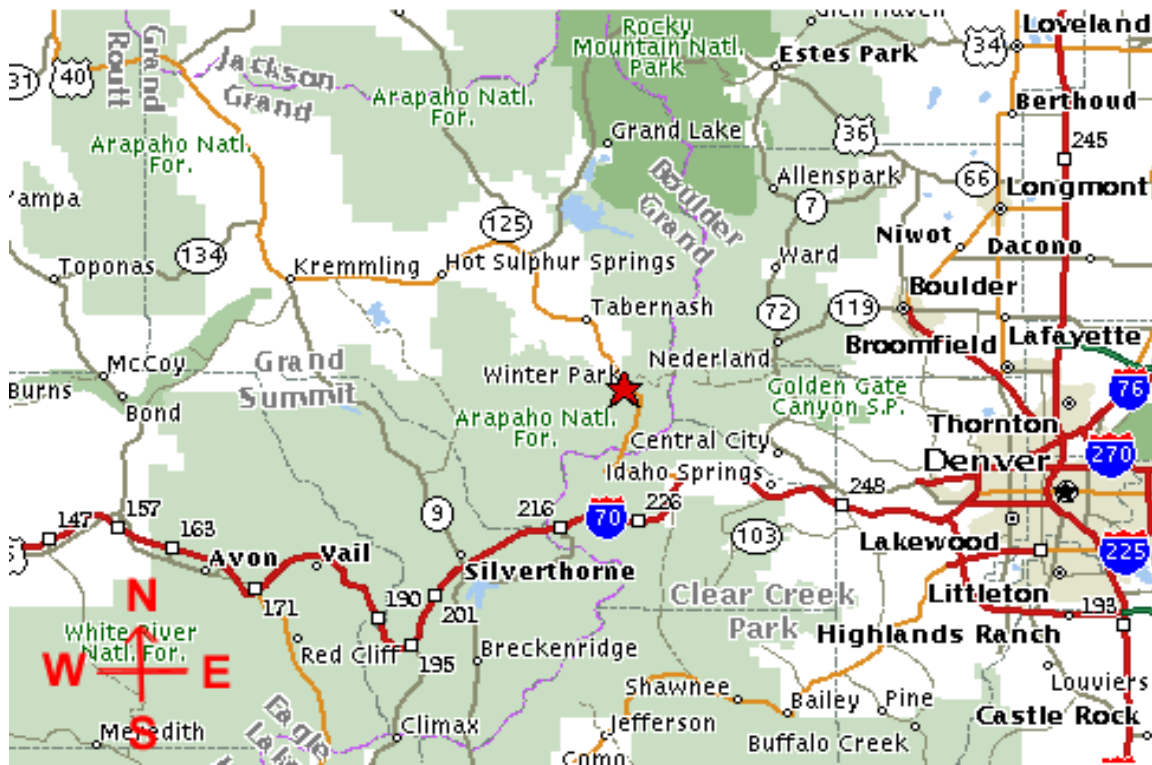 Glen Haven
Loveland
34
Rocky
Mountain Natl.
Park
Estes Park
31
40
Grand
Routt
Jackson
Grand
Arapaho Natl.
For.
Berthoud
Grand Lake
36
245
Arapaho Natl.
For.
Allenspark
66
Longmont
Boulder
Grand
7
125
Niwot
Dacono
134
Toponas
Kremmling
Hot Sulphur Springs
Ward
Boulder
Tabernash
72
119
Lafayette
Broomfield
McCoy
Grand
Summit
Nederland
Winter Park
Burns
Bond
Golden Gate
Canyon S.P.
76
Arapaho Natl.
For.
Thornton
Central City
Denver
270
Idaho Springs
248
157
147
163
9
216
70
226
103
Lakewood
225
Avon
Vail
Silverthorne
171
190
201
Clear Creek
Park
Littleton
193
N
White River
Natl. For.
W
E
S
Red Cliff
195
Breckenridge
Highlands Ranch
Louviers
Shawnee
Bailey
Pine
Castle Rock
Meredith
Eagle
Climax
Jefferson
Buffalo Creek
Como